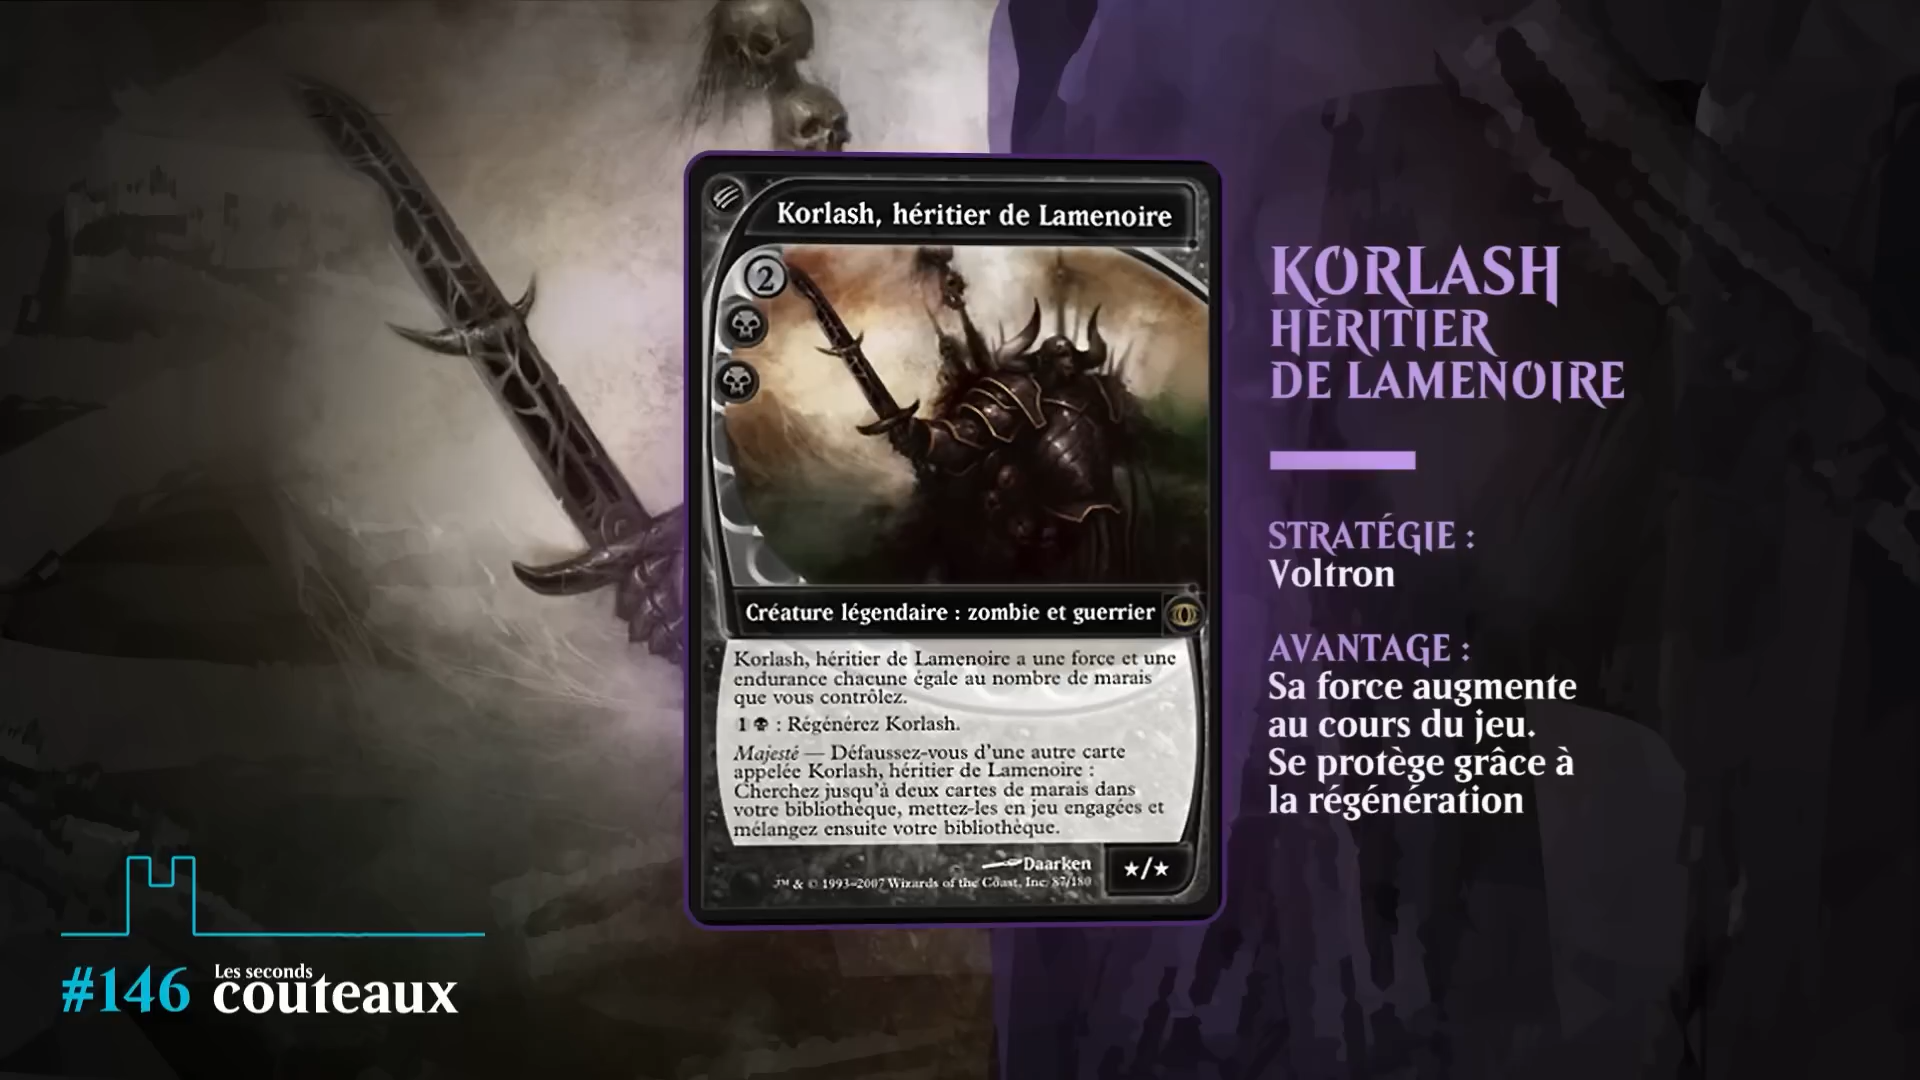 Korlash, héritier de Lamenoire
2
Créature légendaire : zombie et guerrier
Korlash, héritier de Lamenoire a une force et une
endurance chacune égale au nombre de marais
que vous contrôlez.
1 : Régénérez Korlash.
Majesté — Défaussez-vous d'une autre carte
appelée Korlash, héritier de Lamenoire :
Cherchez jusqu'à deux cartes de marais dans
votre bibliothèque, mettez-les en jeu engagées et
mélangez ensuite votre bibliothèque.
Daarken
™ & © 1993–2007 Wizards of the Coast, Inc. 87/180
★/★
KORLASH
HÉRITIER
DE LAMENOIRE
STRATÉGIE :
Voltron
AVANTAGE :
Sa force augmente
au cours du jeu.
Se protège grâce à
la régénération
#146 Les seconds
couteaux